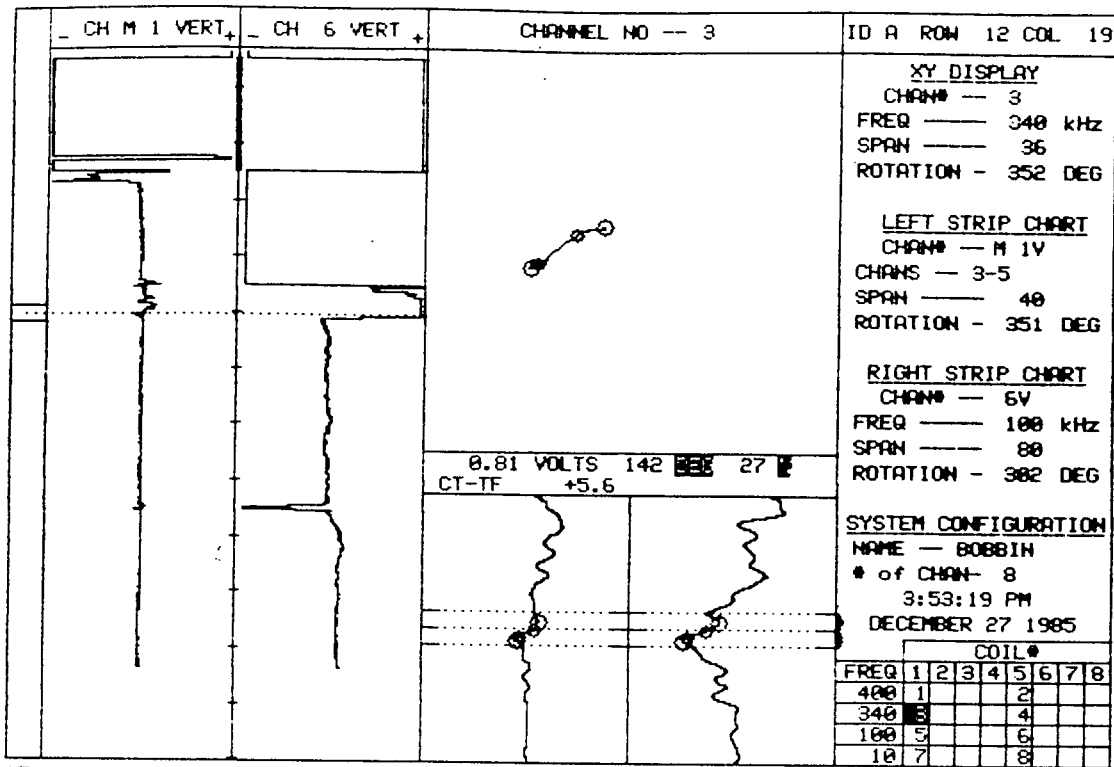 _ CH M 1 VERT +
_ CH 6 VERT +
CHANNEL NO -- 3
ID A ROW 12 COL 19
XY DISPLAY
CHAN# -- 3
FREQ ----- 340 kHz
SPAN ----- 36
ROTATION - 352 DEG
LEFT STRIP CHART
CHAN# -- M 1V
CHANS -- 3-5
SPAN ----- 40
ROTATION - 351 DEG
RIGHT STRIP CHART
CHAN# -- 6V
FREQ ----- 100 kHz
SPAN ---- 80
ROTATION - 302 DEG
0.81 VOLTS 142 27
CT-TF +5.6
SYSTEM CONFIGURATION
NAME -- BOBBIN
# of CHAN- 8
3:53:19 PM
DECEMBER 27 1985
COIL#
FREQ 1 2 3 4 5 6 7 8
400 1 2
340 3 4
100 5 6
10 7 8